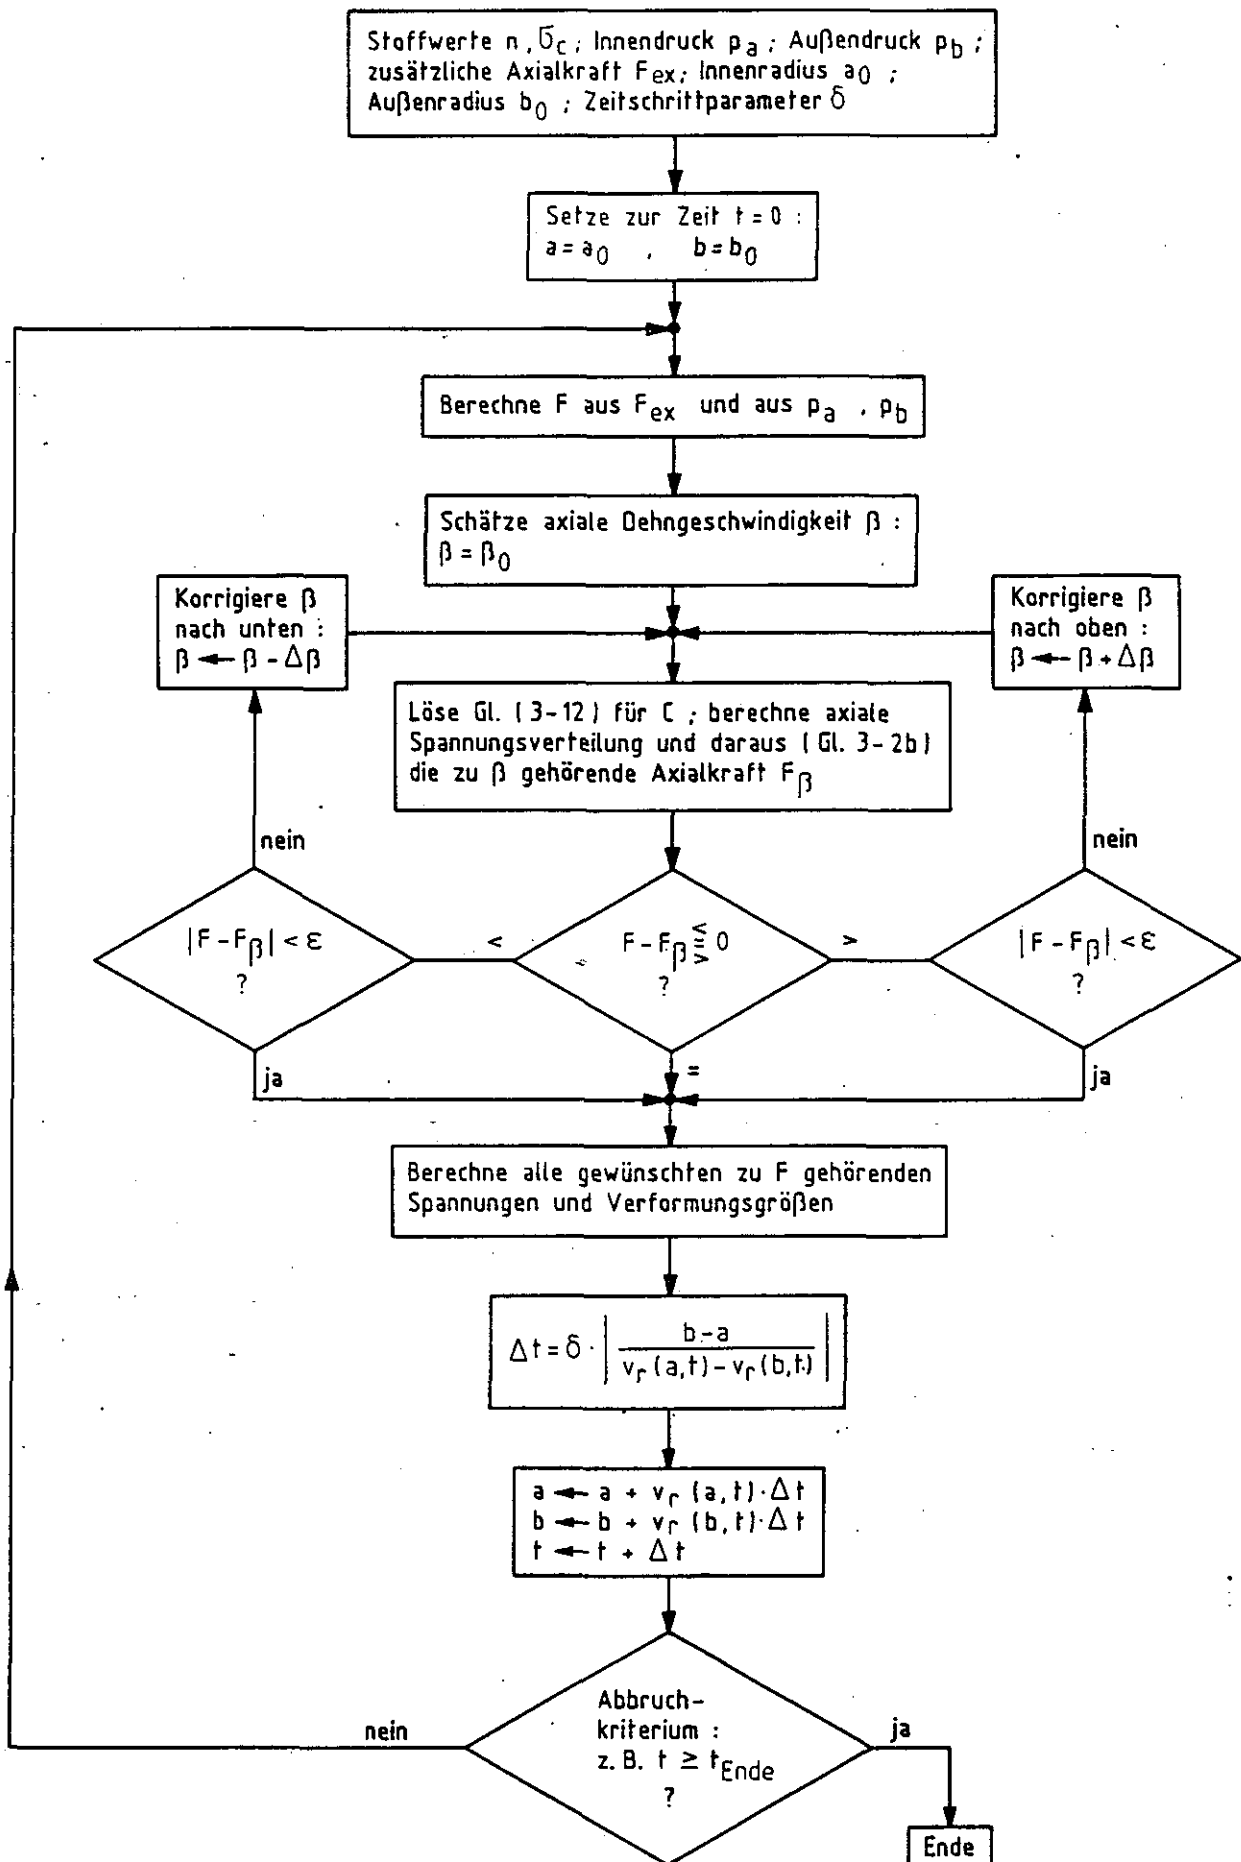 Stoffwerte n, σc ; Innendruck pa ; Außendruck pb ;
zusätzliche Axialkraft Fex ; Innenradius a0 ;
Außenradius b0 ; Zeitschrittparameter δ
Setze zur Zeit t = 0 :
a = a0 , b = b0
Berechne F aus Fex und aus pa , pb
Schätze axiale Dehngeschwindigkeit β :
β = β0
Korrigiere β
nach unten :
β ← β - Δβ
Korrigiere β
nach oben :
β ← β + Δβ
Löse Gl. (3-12) für C ; berechne axiale
Spannungsverteilung und daraus (Gl. 3-2b)
die zu β gehörende Axialkraft Fβ
nein
nein
|F - Fβ| < ε
?
<
F - Fβ ⪋ 0
?
>
|F - Fβ| < ε
?
ja
=
ja
Berechne alle gewünschten zu F gehörenden
Spannungen und Verformungsgrößen
Δt = δ · | (b - a) / (vr (a,t) - vr (b,t)) |
a ← a + vr (a,t) · Δt
b ← b + vr (b,t) · Δt
t ← t + Δt
Abbruch-
kriterium :
z. B. t ≥ tEnde
?
nein
ja
Ende